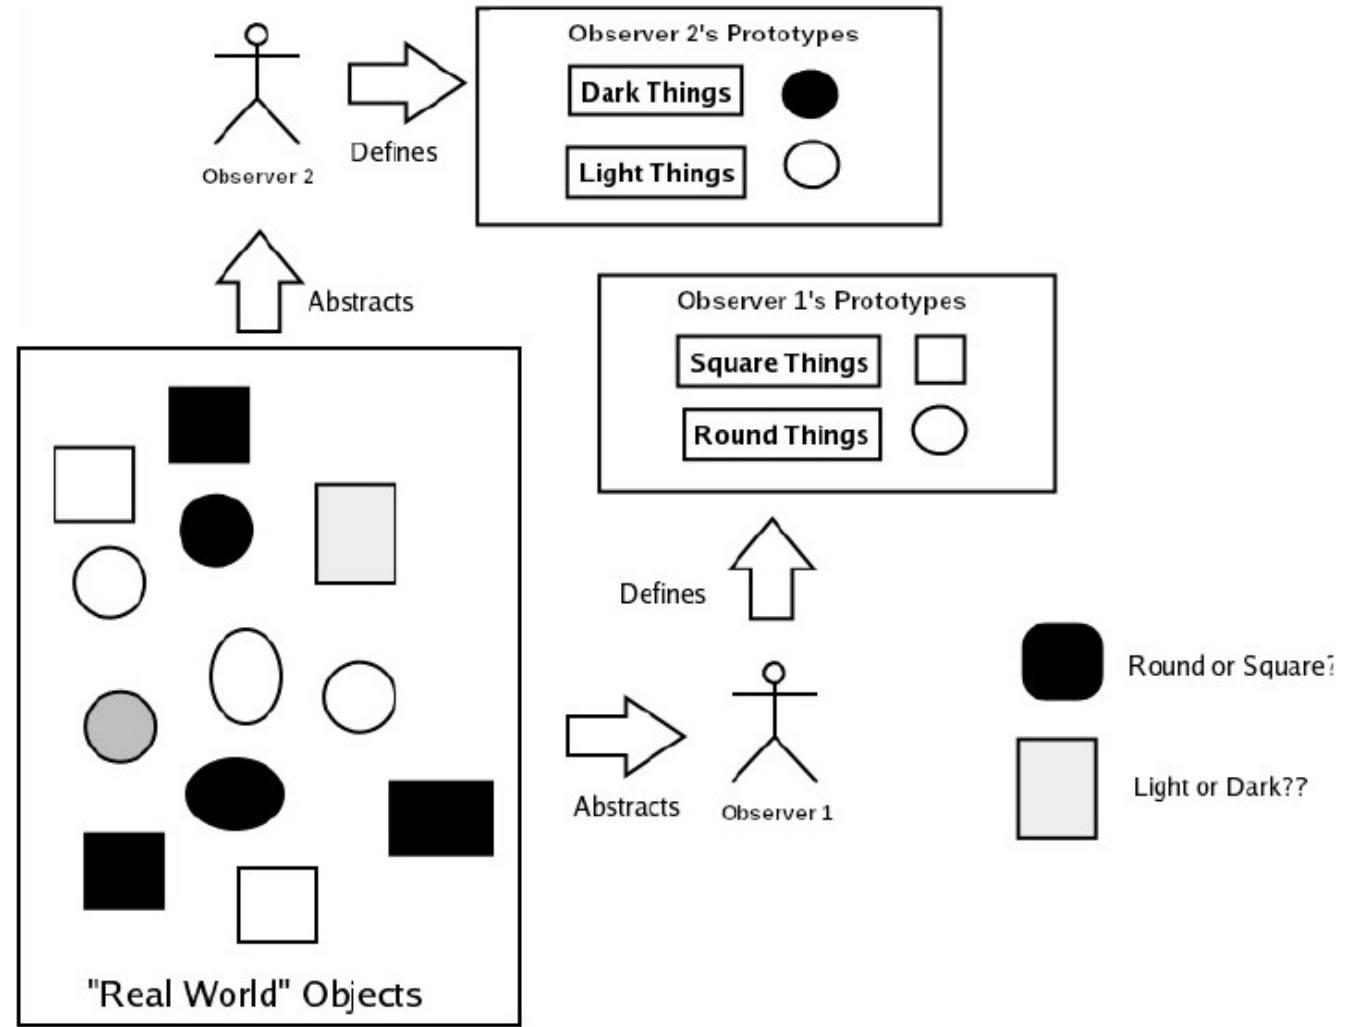 Observer 2's Prototypes
Dark Things
Light Things
Defines
Observer 2
Abstracts
Observer 1's Prototypes
Square Things
Round Things
Defines
Round or Square?
Light or Dark??
Abstracts
Observer 1
"Real World" Objects